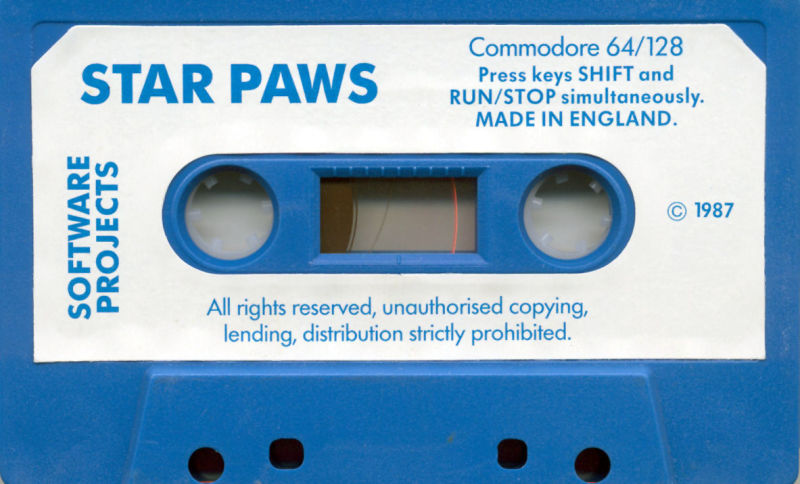 STAR PAWS
Commodore 64/128
Press keys SHIFT and
RUN/STOP simultaneously.
MADE IN ENGLAND.
SOFTWARE
PROJECTS
© 1987
All rights reserved, unauthorised copying,
lending, distribution strictly prohibited.